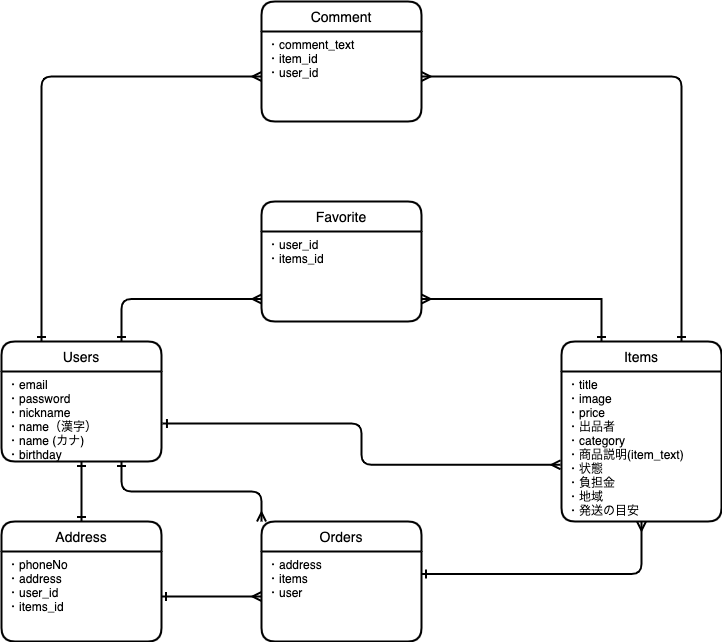 Comment
・comment_text
・item_id
・user_id
Favorite
・user_id
・items_id
Users
・email
・password
・nickname
・name（漢字）
・name (カナ)
・birthday
Items
・title
・image
・price
・出品者
・category
・商品説明(item_text)
・状態
・負担金
・地域
・発送の目安
Address
・phoneNo
・address
・user_id
・items_id
Orders
・address
・items
・user